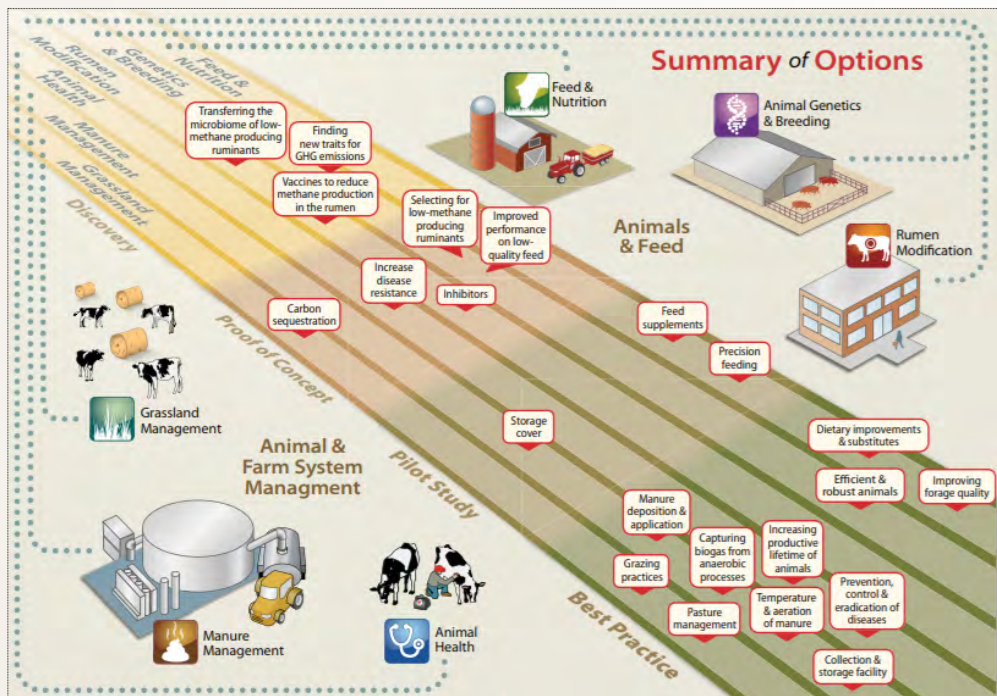 Summary of Options
Feed &
Nutrition
Genetics
& Breeding
Rumen
Modification
Animal
Health
Manure
Management
Grassland
Management
Discovery
Proof of Concept
Pilot Study
Best Practice
Feed &
Nutrition
Animal Genetics
& Breeding
Rumen
Modification
Animals
& Feed
Transferring the
microbiome of low-
methane producing
ruminants
Finding
new traits for
GHG emissions
Vaccines to reduce
methane production
in the rumen
Selecting for
low-methane
producing
ruminants
Improved
performance
on low-
quality feed
Increase
disease
resistance
Inhibitors
Carbon
sequestration
Feed
supplements
Precision
feeding
Storage
cover
Dietary improvements
& substitutes
Efficient &
robust animals
Improving
forage quality
Manure
deposition &
application
Capturing
biogas from
anaerobic
processes
Increasing
productive
lifetime of
animals
Grazing
practices
Pasture
management
Temperature
& aeration
of manure
Prevention,
control &
eradication of
diseases
Collection &
storage facility
Grassland
Management
Animal &
Farm System
Managment
Manure
Management
Animal
Health